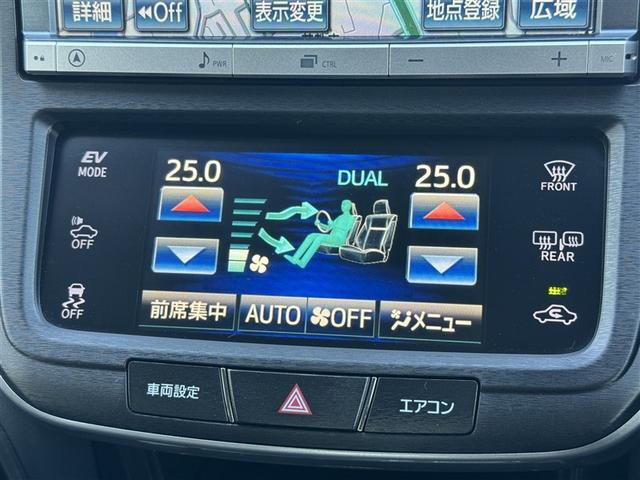 詳細 ◀◀Off 表示変更 地点登録 広域
PWR CTRL − + MIC
EV
MODE
25.0 DUAL 25.0
FRONT
OFF
REAR
OFF
前席集中 AUTO OFF メニュー
車両設定 エアコン